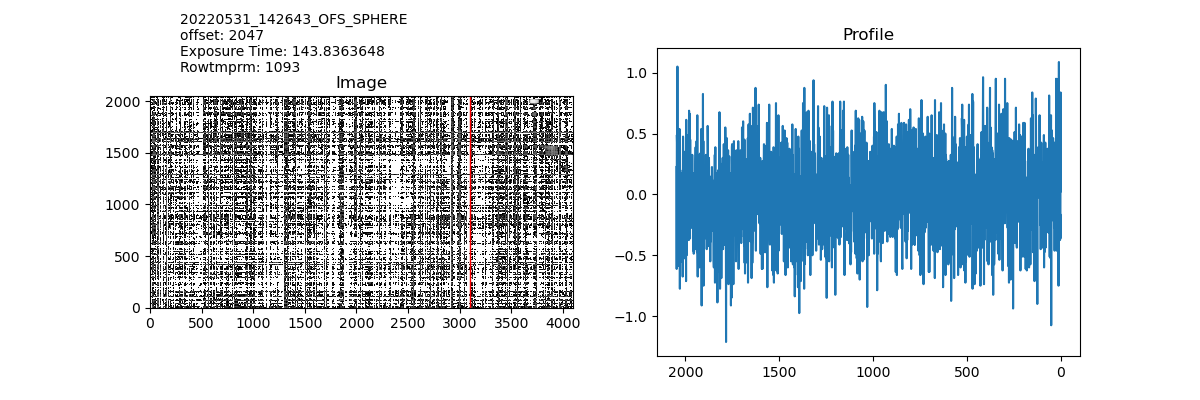 20220531_142643_OFS_SPHERE
offset: 2047
Exposure Time: 143.8363648
Rowtmprm: 1093
Image
2000
1500
1000
500
0
0 500 1000 1500 2000 2500 3000 3500 4000
Profile
1.0
0.5
0.0
−0.5
−1.0
2000 1500 1000 500 0